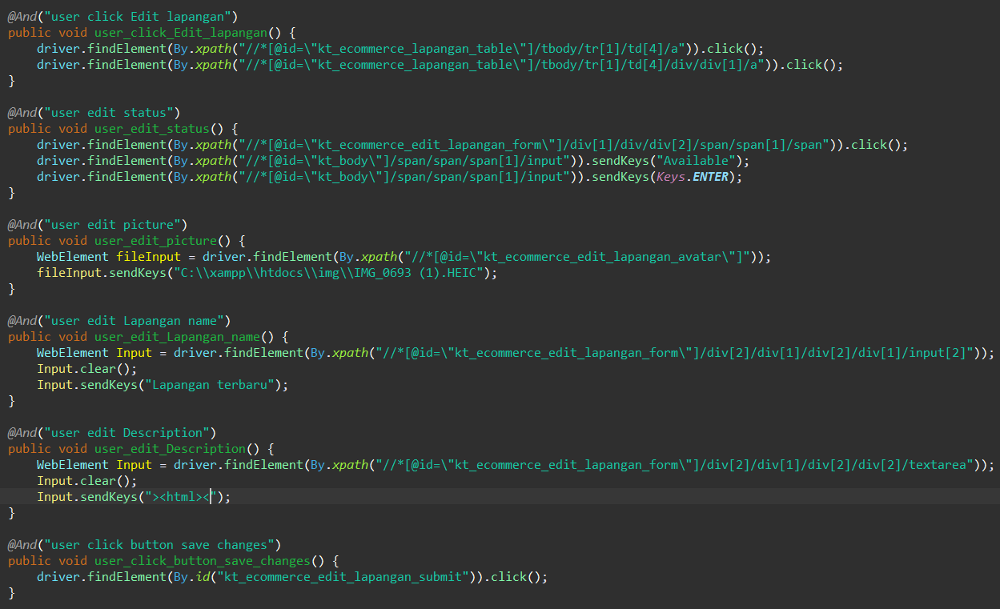 @And("user click Edit lapangan")
public void user_click_Edit_lapangan() {
    driver.findElement(By.xpath("//*[@id=\"kt_ecommerce_lapangan_table\"]/tbody/tr[1]/td[4]/a")).click();
    driver.findElement(By.xpath("//*[@id=\"kt_ecommerce_lapangan_table\"]/tbody/tr[1]/td[4]/div/div[1]/a")).click();
}

@And("user edit status")
public void user_edit_status() {
    driver.findElement(By.xpath("//*[@id=\"kt_ecommerce_edit_lapangan_form\"]/div[1]/div/div[2]/span/span[1]/span")).click();
    driver.findElement(By.xpath("//*[@id=\"kt_body\"]/span/span/span[1]/input")).sendKeys("Available");
    driver.findElement(By.xpath("//*[@id=\"kt_body\"]/span/span/span[1]/input")).sendKeys(Keys.ENTER);
}

@And("user edit picture")
public void user_edit_picture() {
    WebElement fileInput = driver.findElement(By.xpath("//*[@id=\"kt_ecommerce_edit_lapangan_avatar\"]"));
    fileInput.sendKeys("C:\\xampp\\htdocs\\img\\IMG_0693 (1).HEIC");
}

@And("user edit Lapangan name")
public void user_edit_Lapangan_name() {
    WebElement Input = driver.findElement(By.xpath("//*[@id=\"kt_ecommerce_edit_lapangan_form\"]/div[2]/div[1]/div[2]/div[1]/input[2]"));
    Input.clear();
    Input.sendKeys("Lapangan terbaru");
}

@And("user edit Description")
public void user_edit_Description() {
    WebElement Input = driver.findElement(By.xpath("//*[@id=\"kt_ecommerce_edit_lapangan_form\"]/div[2]/div[1]/div[2]/div[2]/textarea"));
    Input.clear();
    Input.sendKeys("><html><");
}

@And("user click button save changes")
public void user_click_button_save_changes() {
    driver.findElement(By.id("kt_ecommerce_edit_lapangan_submit")).click();
}